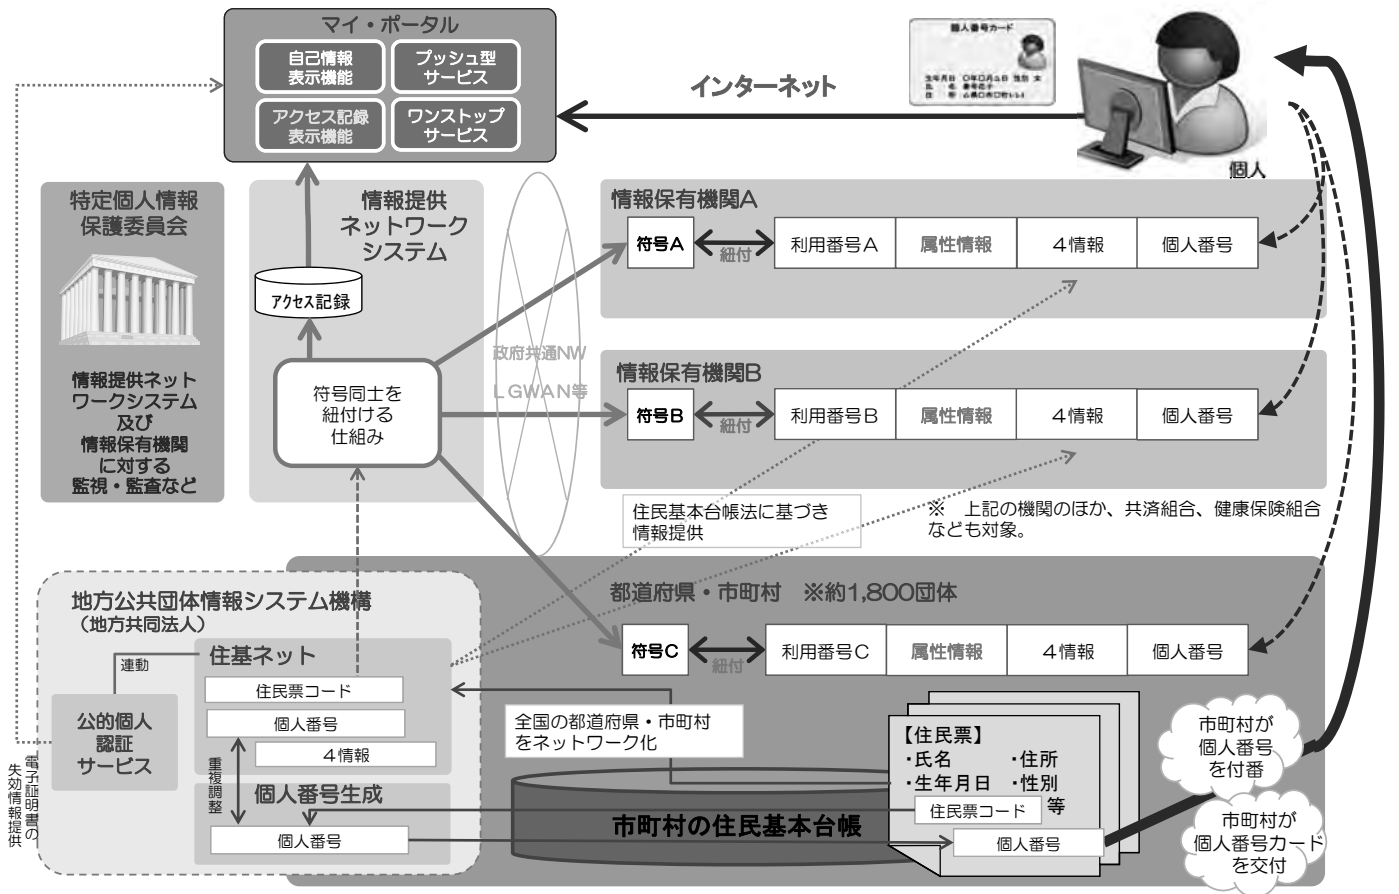 マイ・ポータル
自己情報
表示機能
プッシュ型
サービス
アクセス記録
表示機能
ワンストップ
サービス
インターネット
個人番号カード
個人
特定個人情報
保護委員会
情報提供ネット
ワークシステム
及び
情報保有機関
に対する
監視・監査など
情報提供
ネットワーク
システム
アクセス記録
符号同士を
紐付ける
仕組み
政府共通NW
LGWAN等
情報保有機関A
符号A
紐付
利用番号A
属性情報
4情報
個人番号
情報保有機関B
符号B
紐付
利用番号B
属性情報
4情報
個人番号
住民基本台帳法に基づき
情報提供
※ 上記の機関のほか、共済組合、健康保険組合
なども対象。
都道府県・市町村 ※約1,800団体
符号C
紐付
利用番号C
属性情報
4情報
個人番号
地方公共団体情報システム機構
(地方共同法人)
住基ネット
連動
住民票コード
個人番号
4情報
公的個人
認証
サービス
重複調整
個人番号生成
個人番号
電子証明書の
失効情報提供
全国の都道府県・市町村
をネットワーク化
市町村の住民基本台帳
【住民票】
・氏名 ・住所
・生年月日 ・性別
等
住民票コード
個人番号
市町村が
個人番号
を付番
市町村が
個人番号カード
を交付